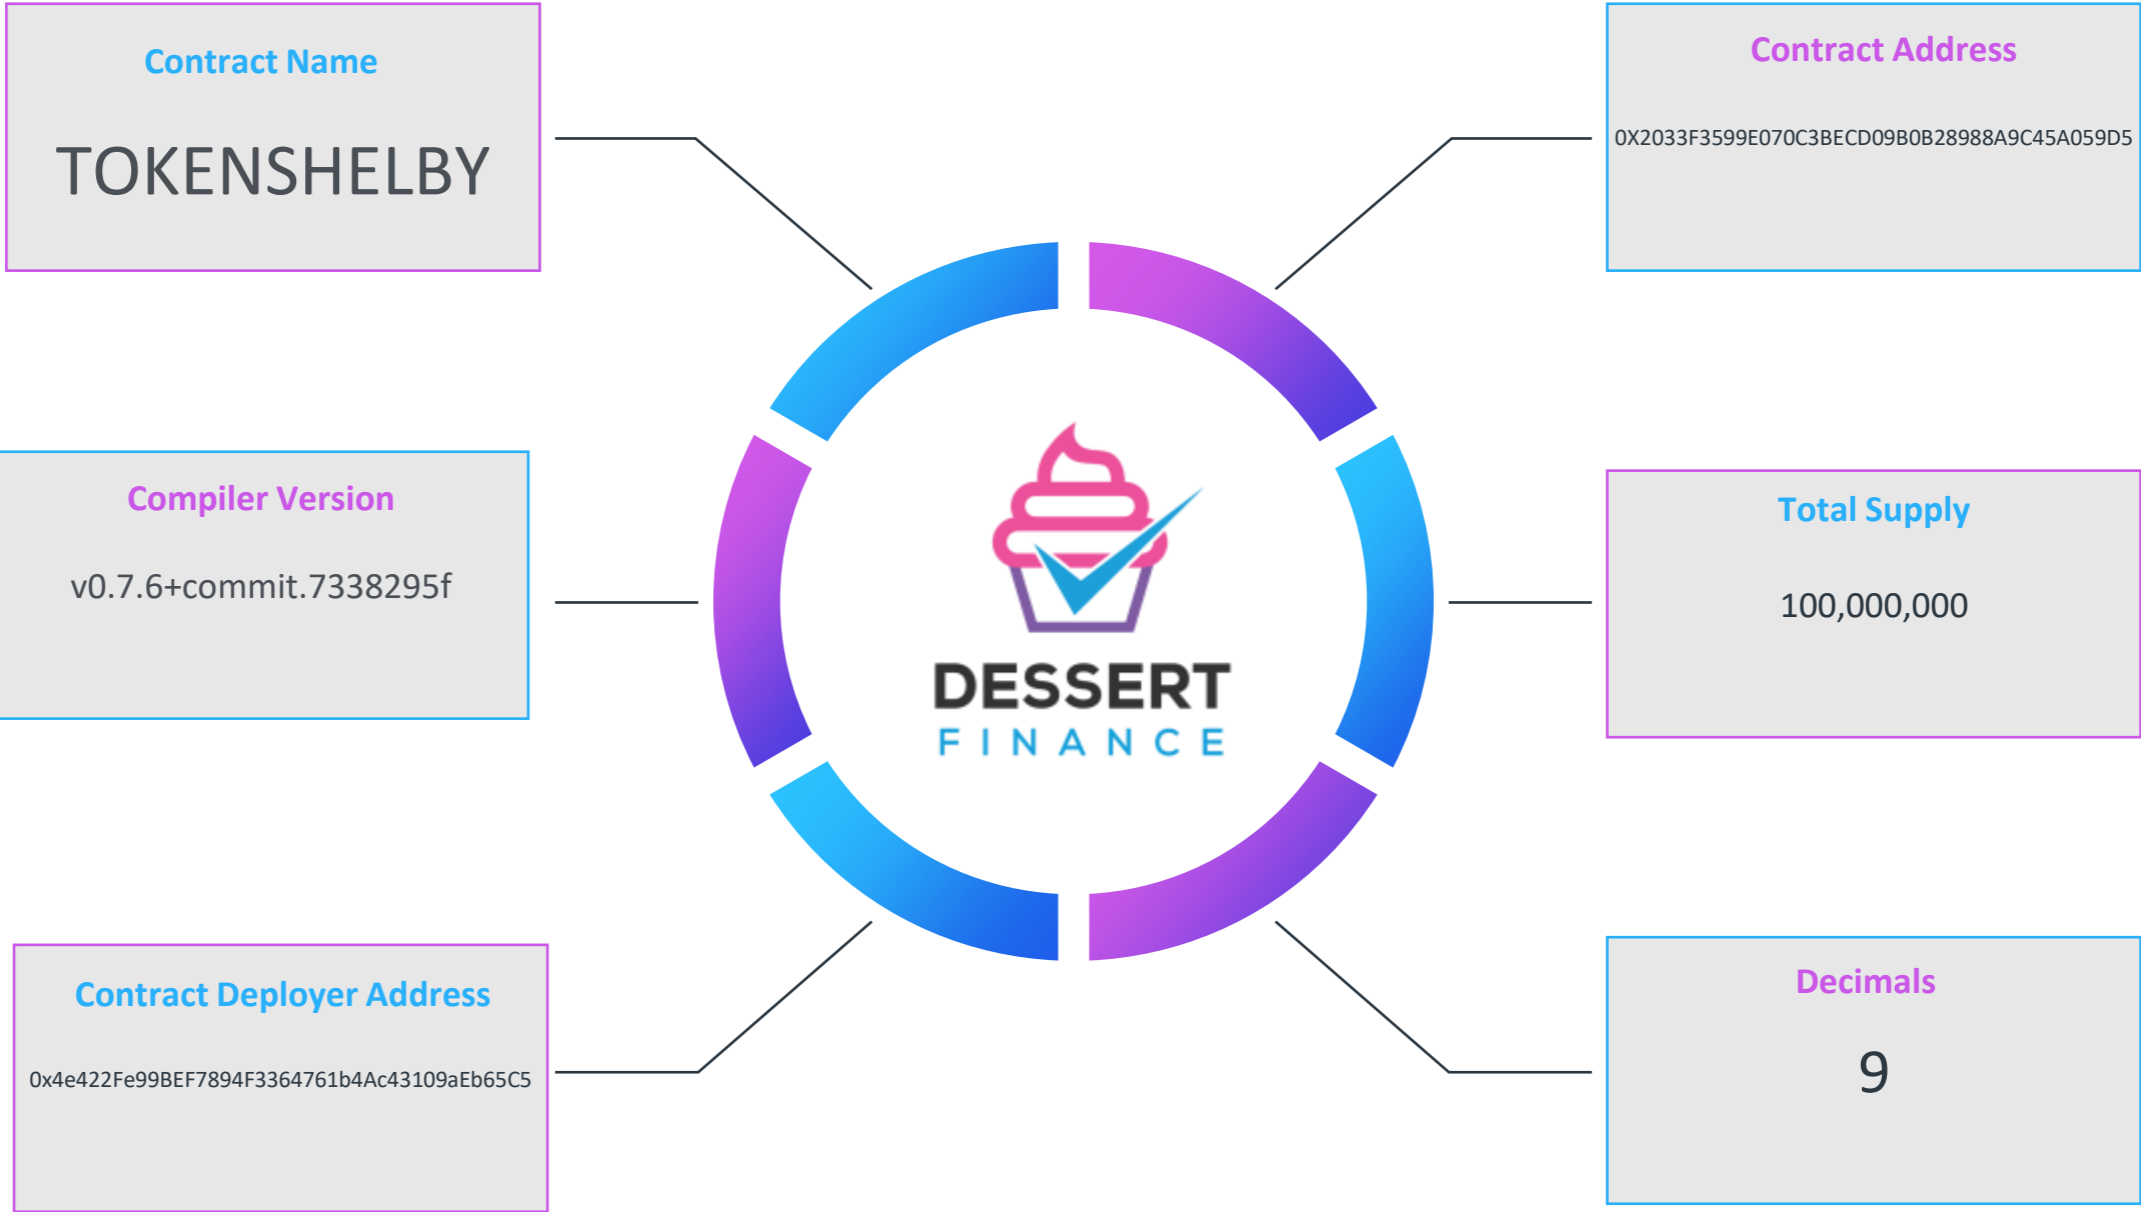 Contract Name
TOKENSHELBY
Contract Address
0X2033F3599E070C3BECD09B0B28988A9C45A059D5
Compiler Version
v0.7.6+commit.7338295f
DESSERT
FINANCE
Total Supply
100,000,000
Contract Deployer Address
0x4e422Fe99BEF7894F3364761b4Ac43109aEb65C5
Decimals
9